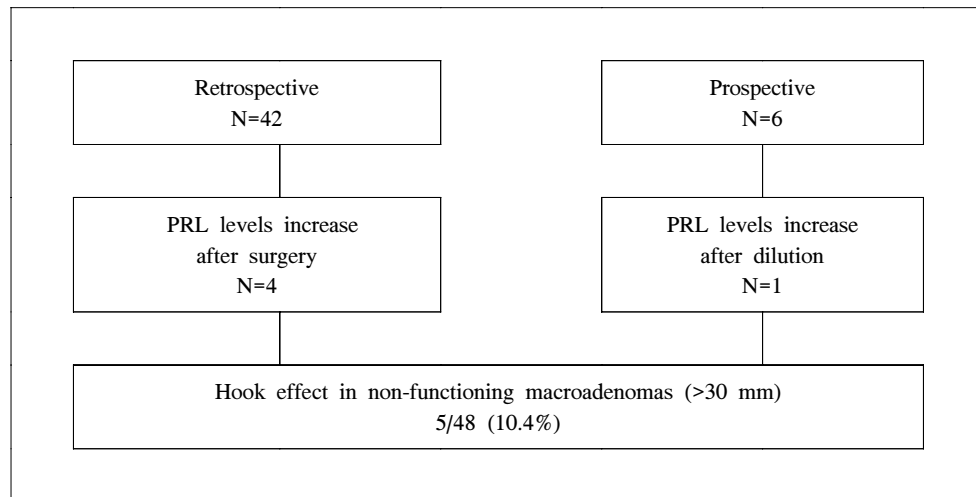 Retrospective
N=42
Prospective
N=6
PRL levels increase
after surgery
N=4
PRL levels increase
after dilution
N=1
Hook effect in non-functioning macroadenomas (>30 mm)
5/48 (10.4%)